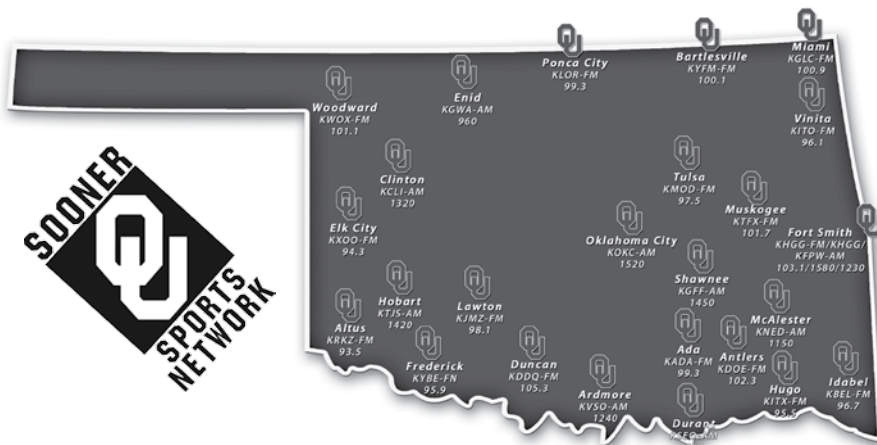 SOONER
OU
SPORTS
NETWORK
Woodward
KWOX-FM
101.1
Enid
KGWA-AM
960
Ponca City
KLOR-FM
99.3
Bartlesville
KYFM-FM
100.1
Miami
KGLC-FM
100.9
Vinita
KITO-FM
96.1
Clinton
KCLI-AM
1320
Tulsa
KMOD-FM
97.5
Muskogee
KTFX-FM
101.7
Elk City
KXOO-FM
94.3
Oklahoma City
KOKC-AM
1520
Fort Smith
KHGG-FM/KHGG/
KFPW-AM
103.1/1580/1230
Shawnee
KGFF-AM
1450
Hobart
KTJS-AM
1420
Lawton
KJMZ-FM
98.1
Altus
KRKZ-FM
93.5
McAlester
KNED-AM
1150
Frederick
KYBE-FN
95.9
Duncan
KDDQ-FM
105.3
Ada
KADA-FM
99.3
Antlers
KDOE-FM
102.3
Ardmore
KVSO-AM
1240
Hugo
KITX-FM
95.5
Idabel
KBEL-FM
96.7
Durant